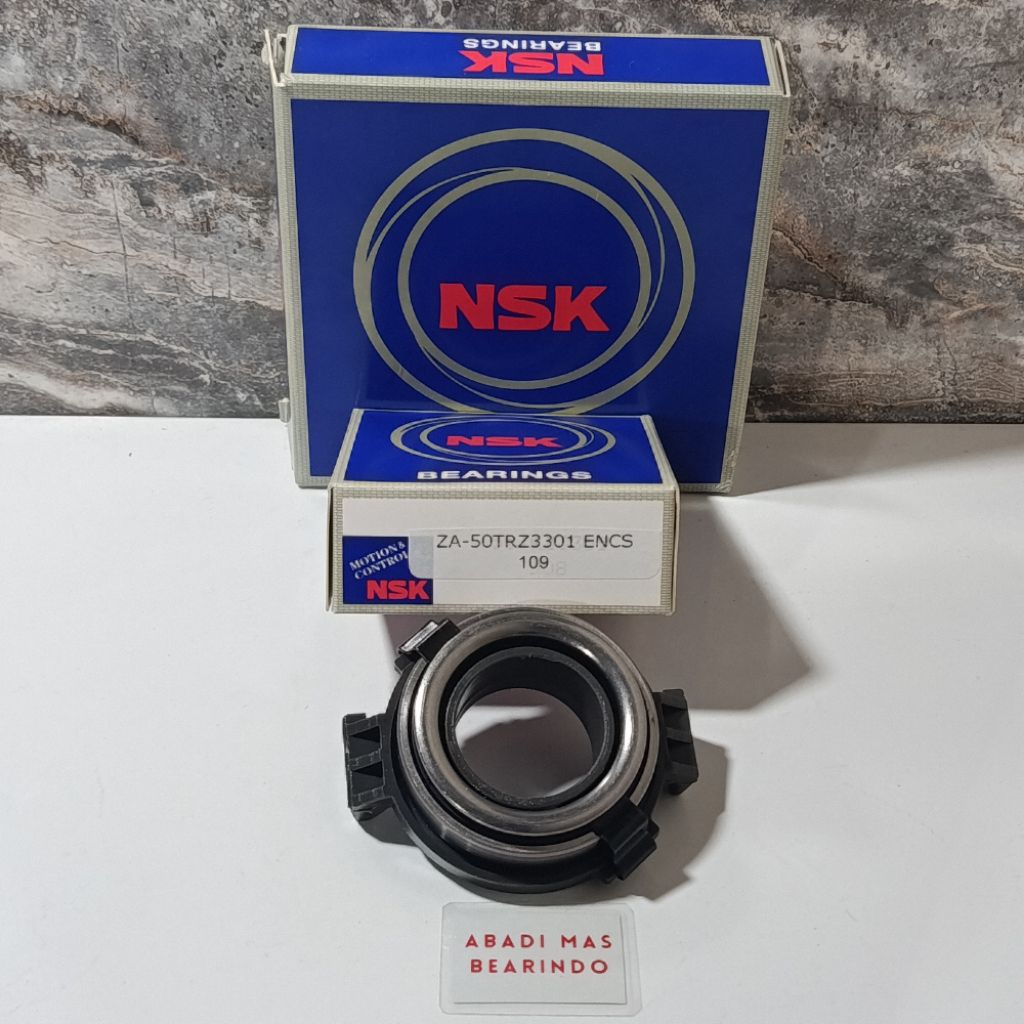 NSK
BEARINGS
NSK
NSK
BEARINGS
MOTION &
CONTROL
NSK
ZA-50TRZ3301 ENCS
109
ABADI MAS
BEARINDO